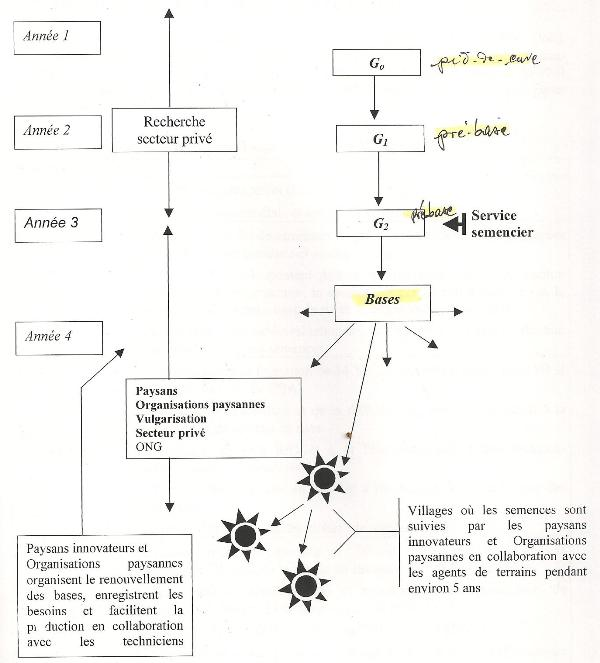 Année 1
G₀
pid-de-cuve
Recherche
secteur privé
Année 2
G₁
pré-base
Année 3
G₂
prébase
Service
semencier
Bases
Année 4
Paysans
Organisations paysannes
Vulgarisation
Secteur privé
ONG
Villages où les semences sont
suivies par les paysans
innovateurs et Organisations
paysannes en collaboration avec
les agents de terrains pendant
environ 5 ans
Paysans innovateurs et
Organisations paysannes
organisent le renouvellement
des bases, enregistrent les
besoins et facilitent la
production en collaboration
avec les techniciens